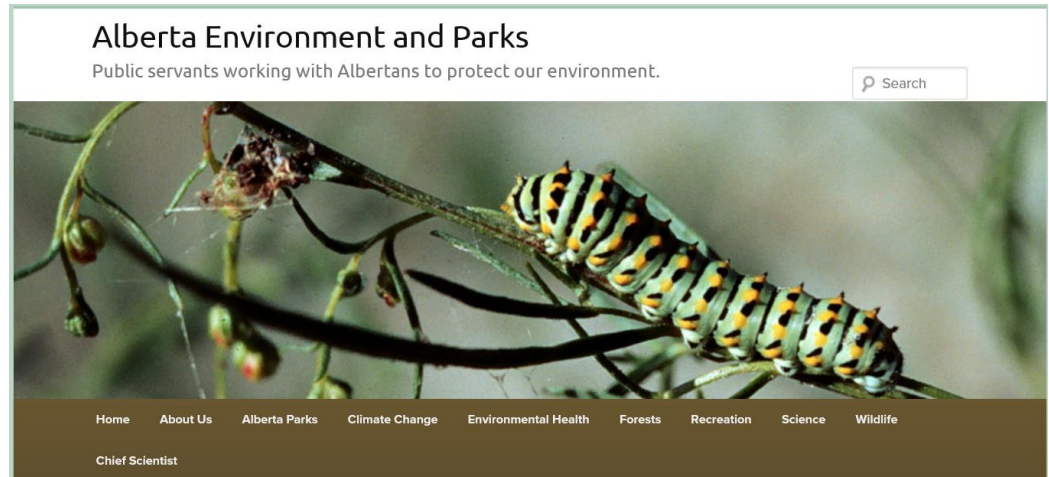 Alberta Environment and Parks
Public servants working with Albertans to protect our environment.
Search
Home About Us Alberta Parks Climate Change Environmental Health Forests Recreation Science Wildlife
Chief Scientist